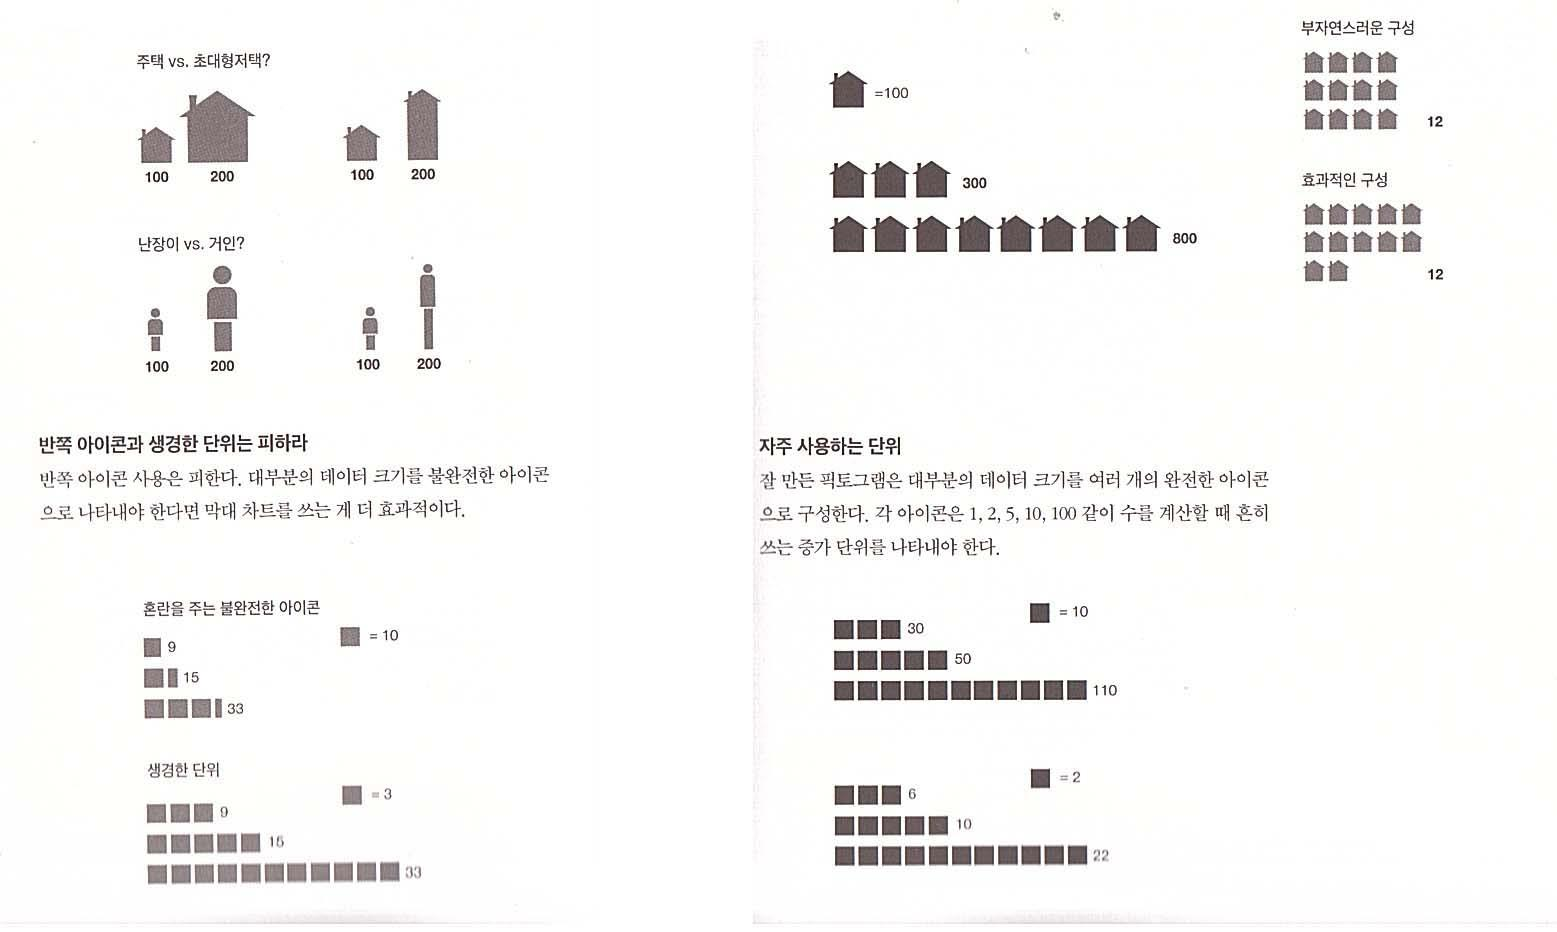 주택 vs. 초대형저택?
100 200 100 200
난장이 vs. 거인?
100 200 100 200
반쪽 아이콘과 생경한 단위는 피하라
반쪽 아이콘 사용은 피한다. 대부분의 데이터 크기를 불완전한 아이콘
으로 나타내야 한다면 막대 차트를 쓰는 게 더 효과적이다.
혼란을 주는 불완전한 아이콘
= 10
9
15
33
생경한 단위
= 3
9
15
33
=100
300
800
부자연스러운 구성
12
효과적인 구성
12
자주 사용하는 단위
잘 만든 픽토그램은 대부분의 데이터 크기를 여러 개의 완전한 아이콘
으로 구성한다. 각 아이콘은 1, 2, 5, 10, 100 같이 수를 계산할 때 흔히
쓰는 증가 단위를 나타내야 한다.
= 10
30
50
110
= 2
6
10
22